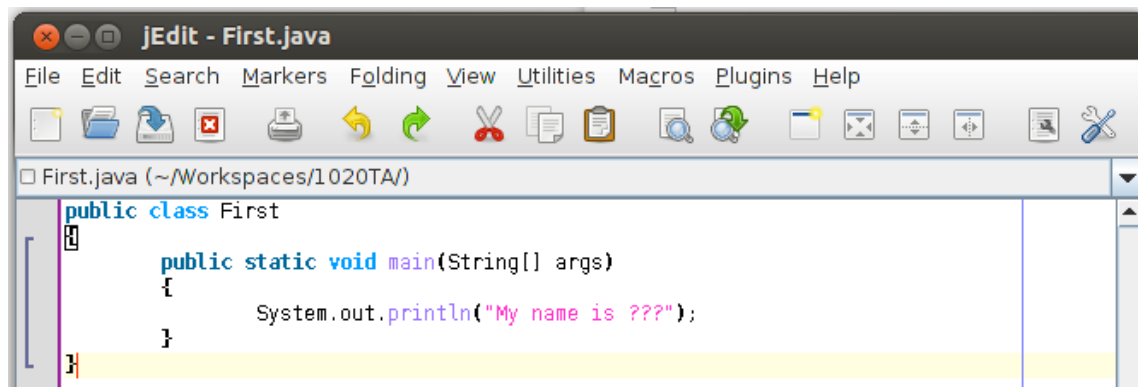 jEdit - First.java
File Edit Search Markers Folding View Utilities Macros Plugins Help
First.java (~/Workspaces/1020TA/)
public class First
{
public static void main(String[] args)
{
System.out.println("My name is ???");
}
}